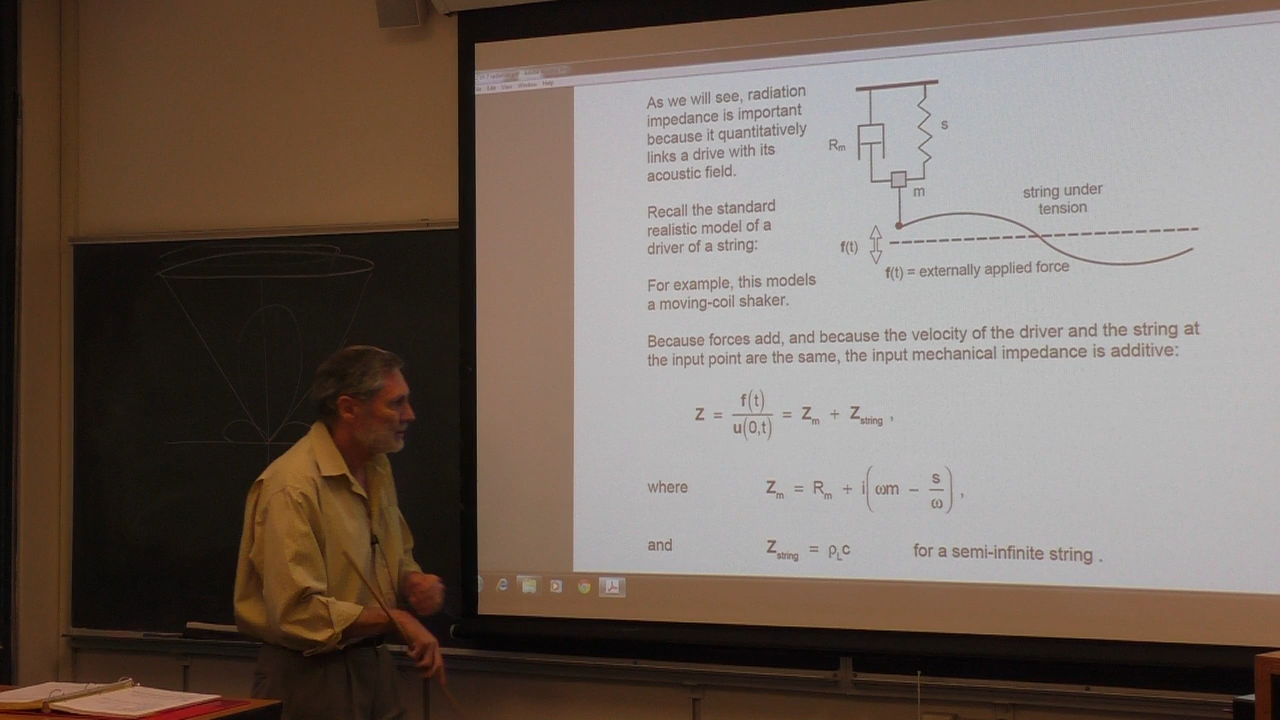 View Window Help
As we will see, radiation
impedance is important
because it quantitatively
links a drive with its
acoustic field.
Rm
s
m
string under
tension
Recall the standard
realistic model of a
driver of a string:
f(t)
f(t) = externally applied force
For example, this models
a moving-coil shaker.
Because forces add, and because the velocity of the driver and the string at
the input point are the same, the input mechanical impedance is additive:
Z = f(t) / u(0,t) = Zm + Zstring ,
where Zm = Rm + i(ωm − s/ω) ,
and Zstring = ρLc for a semi-infinite string .